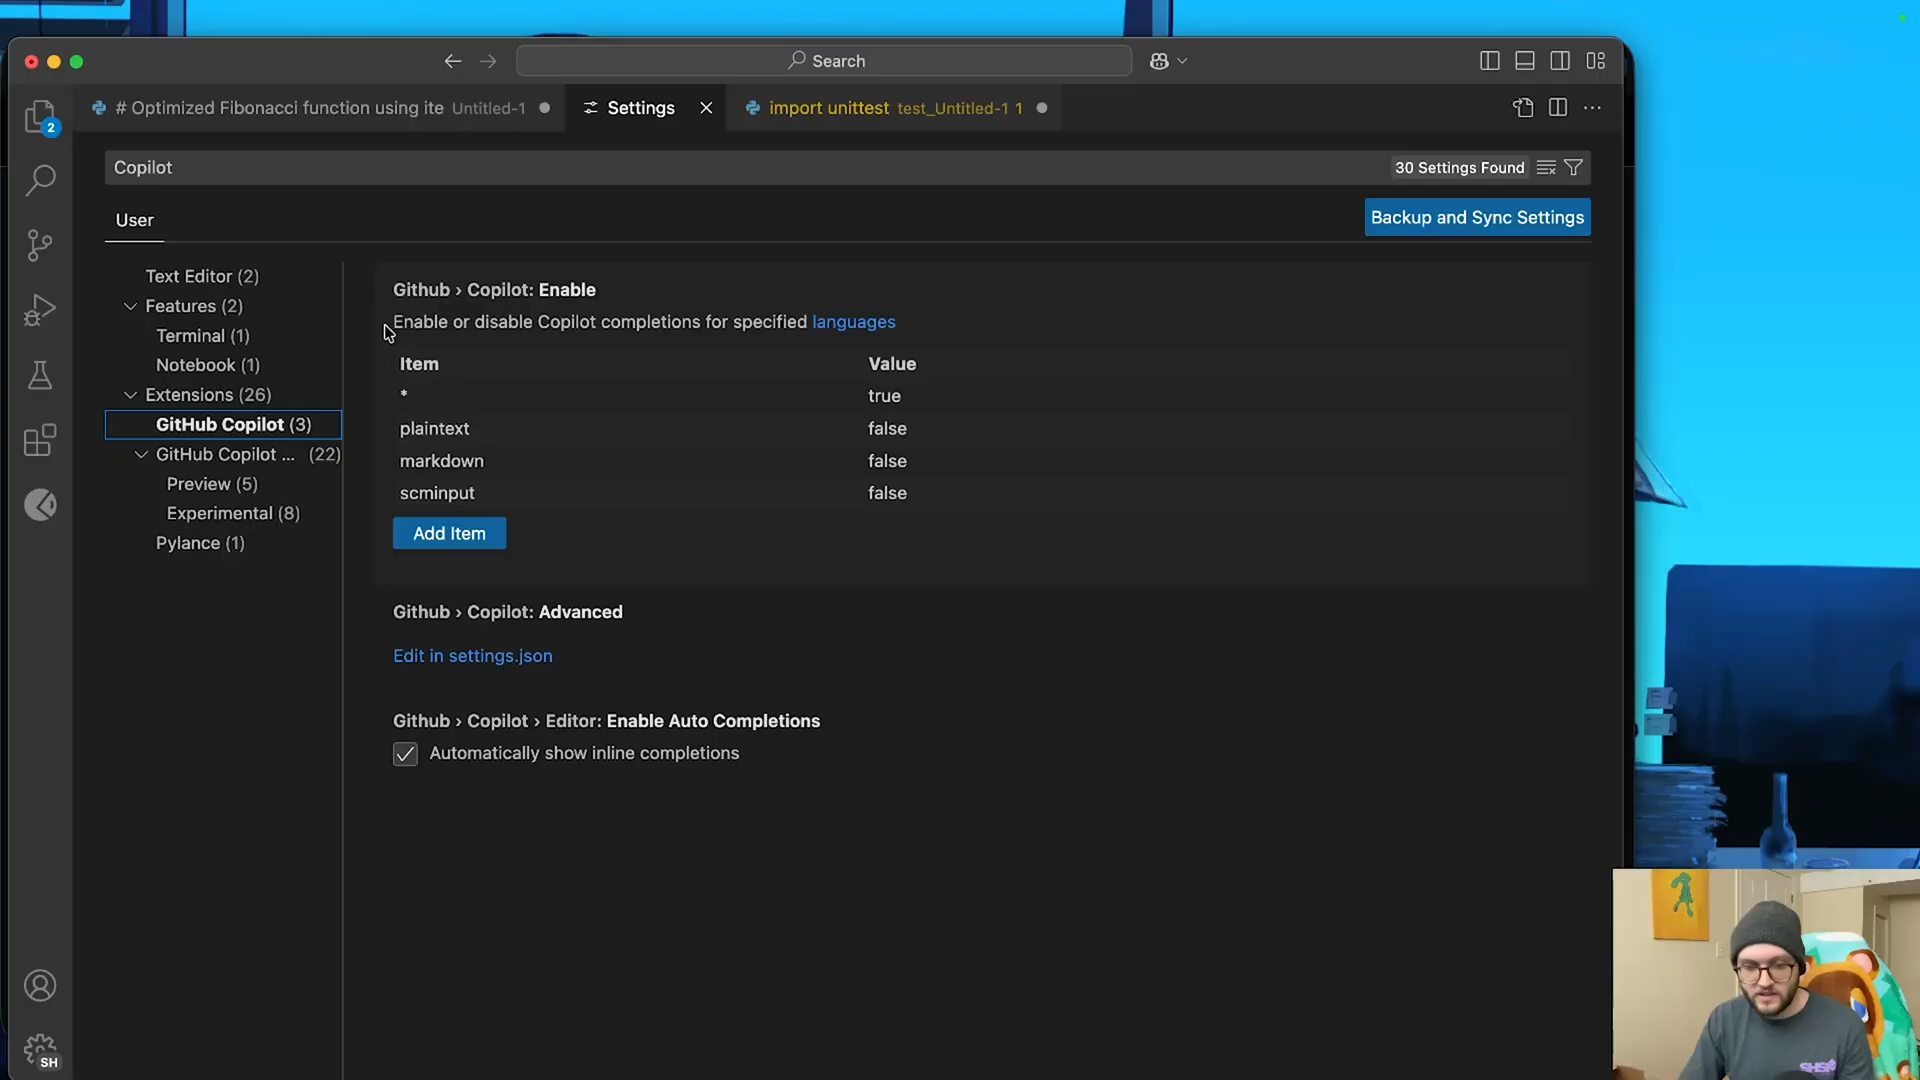 Search
# Optimized Fibonacci function using ite Untitled-1
Settings
import unittest test_Untitled-1 1
2
Copilot
30 Settings Found
User
Backup and Sync Settings
Text Editor (2)
Features (2)
Terminal (1)
Notebook (1)
Extensions (26)
GitHub Copilot (3)
GitHub Copilot ... (22)
Preview (5)
Experimental (8)
Pylance (1)
Github › Copilot: Enable
Enable or disable Copilot completions for specified languages
Item Value
* true
plaintext false
markdown false
scminput false
Add Item
Github › Copilot: Advanced
Edit in settings.json
Github › Copilot › Editor: Enable Auto Completions
Automatically show inline completions
SH